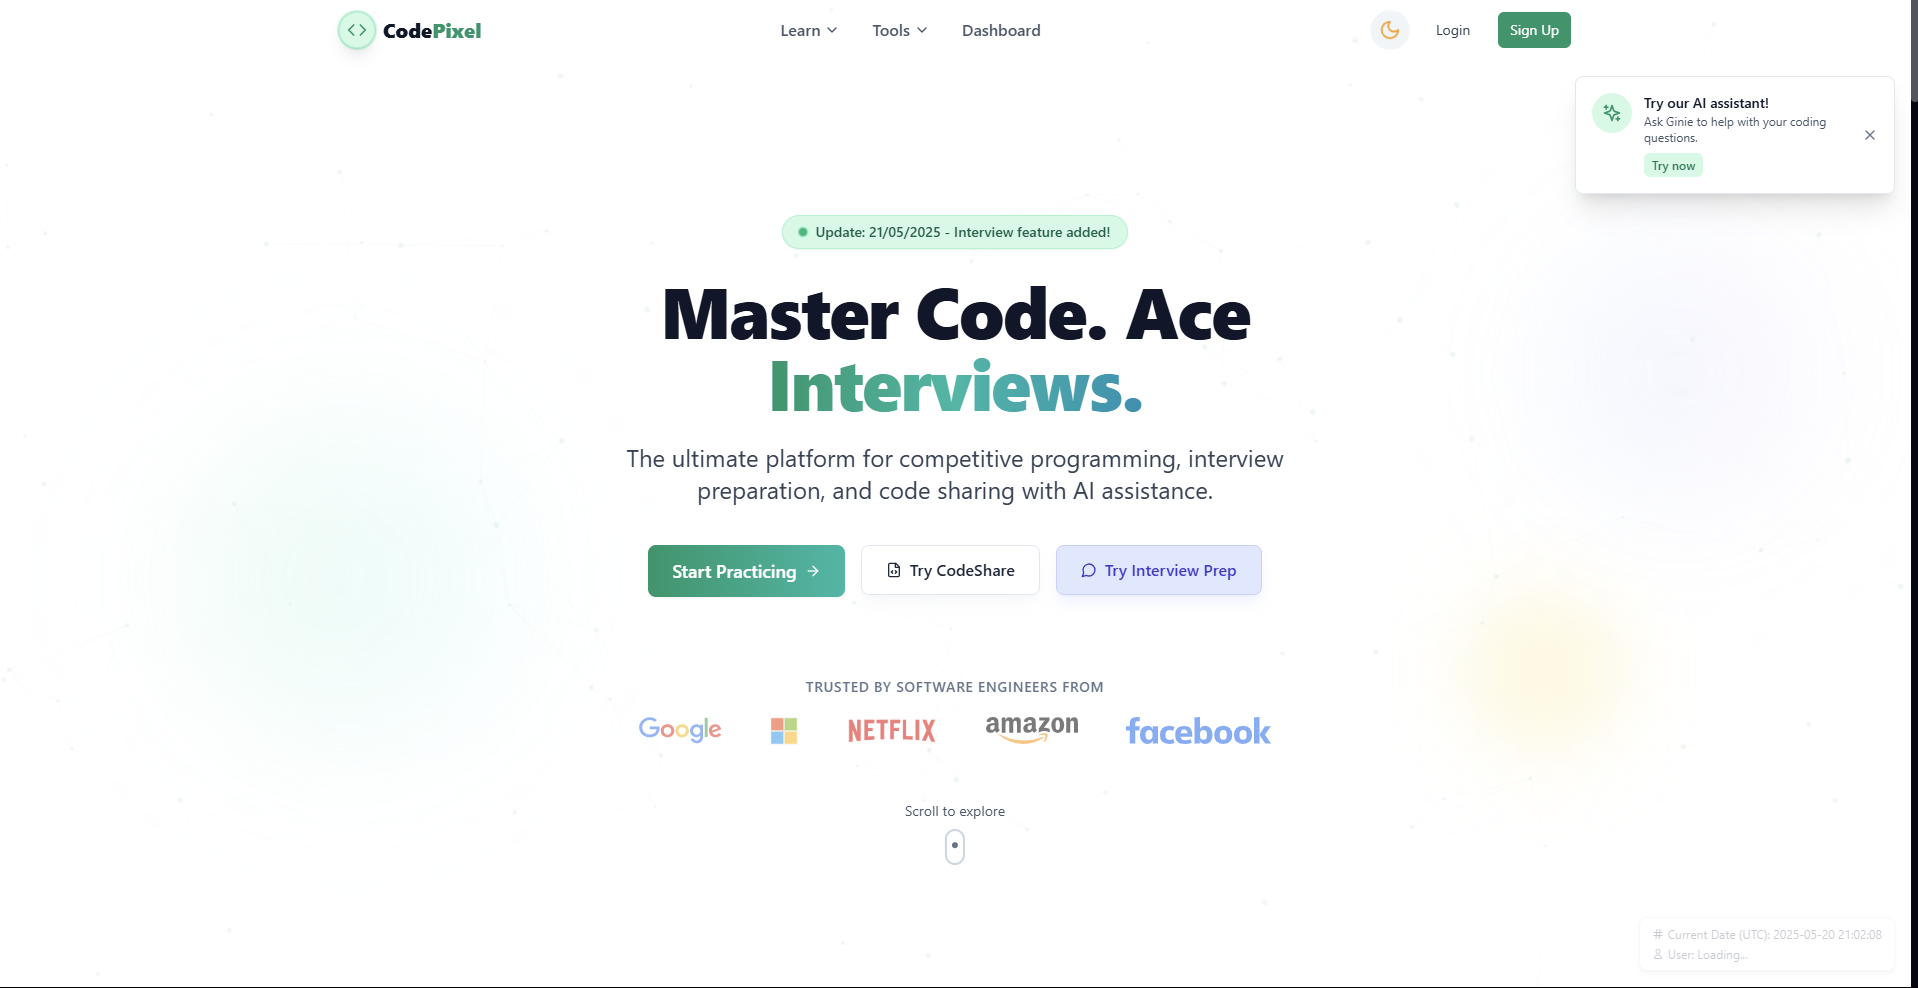 CodePixel
Learn
Tools
Dashboard
Login
Sign Up
Try our AI assistant!
Ask Ginie to help with your coding
questions.
Try now
Update: 21/05/2025 - Interview feature added!
Master Code. Ace
Interviews.
The ultimate platform for competitive programming, interview
preparation, and code sharing with AI assistance.
Start Practicing
Try CodeShare
Try Interview Prep
TRUSTED BY SOFTWARE ENGINEERS FROM
Google
NETFLIX
amazon
facebook
Scroll to explore
# Current Date (UTC): 2025-05-20 21:02:08
User: Loading...